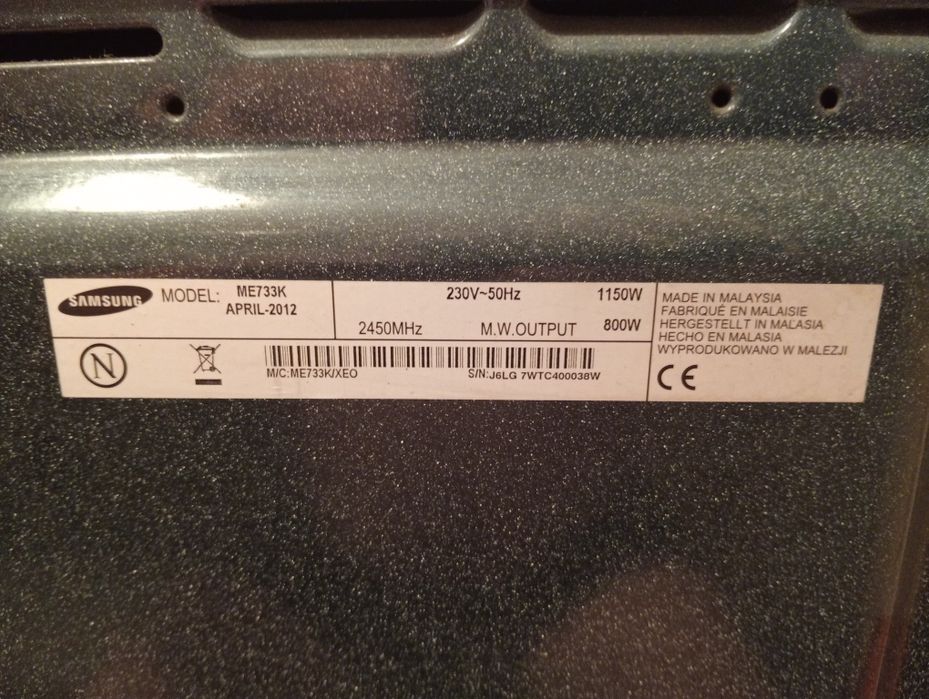 SAMSUNG MODEL: ME733K
APRIL-2012
230V~50Hz 1150W
2450MHz M.W.OUTPUT 800W
N
M/C:ME733K/XEO S/N:J6LG 7WTC400038W
MADE IN MALAYSIA
FABRIQUÉ EN MALAISIE
HERGESTELLT IN MALASIA
HECHO EN MALASIA
WYPRODUKOWANO W MALEZJI
CE